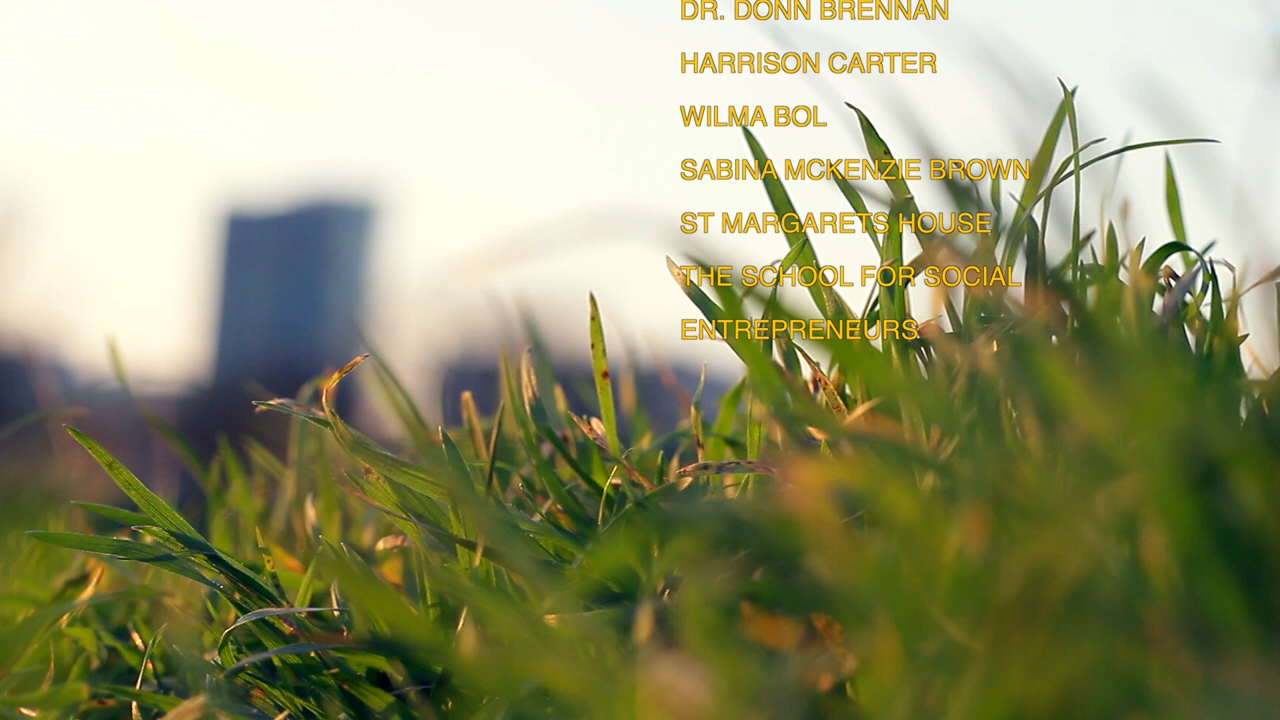 DR. DONN BRENNAN
HARRISON CARTER
WILMA BOL
SABINA MCKENZIE BROWN
ST MARGARETS HOUSE
THE SCHOOL FOR SOCIAL
ENTREPRENEURS